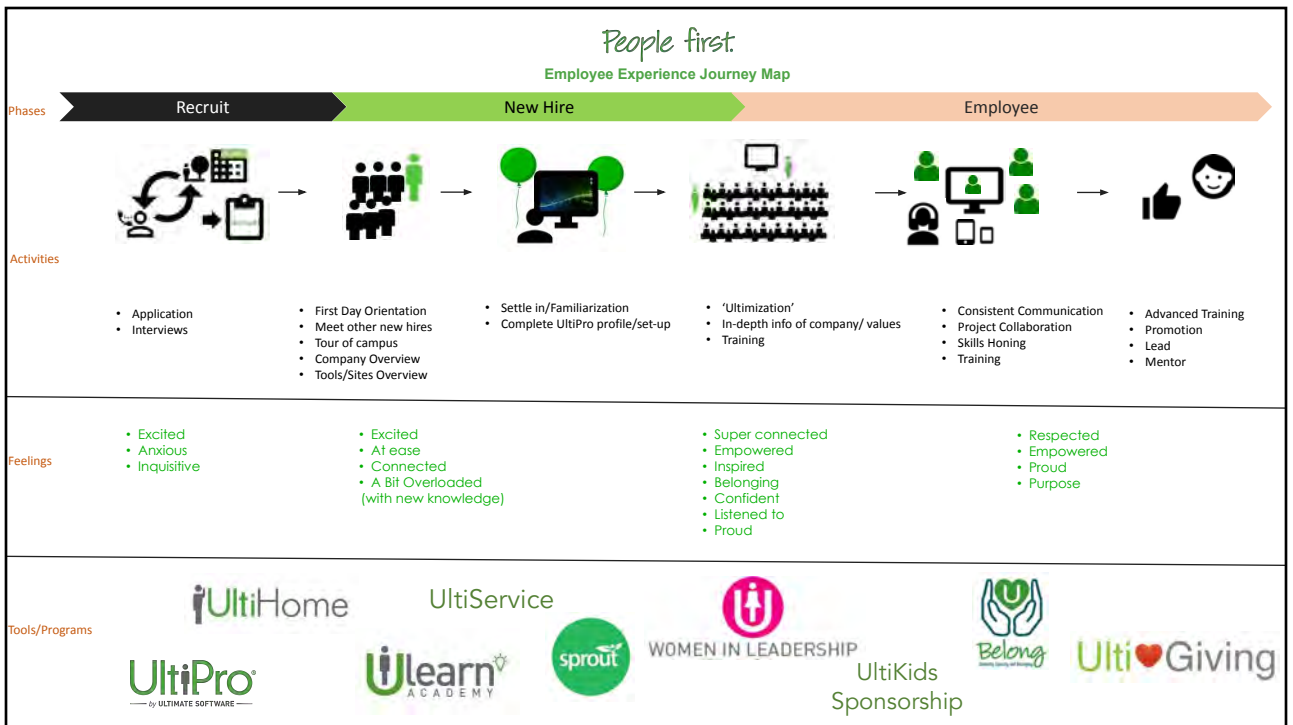 People first.
Employee Experience Journey Map
Phases
Recruit
New Hire
Employee
Activities
• Application
• Interviews
• First Day Orientation
• Meet other new hires
• Tour of campus
• Company Overview
• Tools/Sites Overview
• Settle in/Familiarization
• Complete UltiPro profile/set-up
• ‘Ultimization’
• In-depth info of company/ values
• Training
• Consistent Communication
• Project Collaboration
• Skills Honing
• Training
• Advanced Training
• Promotion
• Lead
• Mentor
Feelings
• Excited
• Anxious
• Inquisitive
• Excited
• At ease
• Connected
• A Bit Overloaded
(with new knowledge)
• Super connected
• Empowered
• Inspired
• Belonging
• Confident
• Listened to
• Proud
• Respected
• Empowered
• Proud
• Purpose
Tools/Programs
UltiHome
UltiPro®
by ULTIMATE SOFTWARE
UltiService
Ulearn
ACADEMY
sprout
WOMEN IN LEADERSHIP
UltiKids
Sponsorship
Belong
Ulti Giving